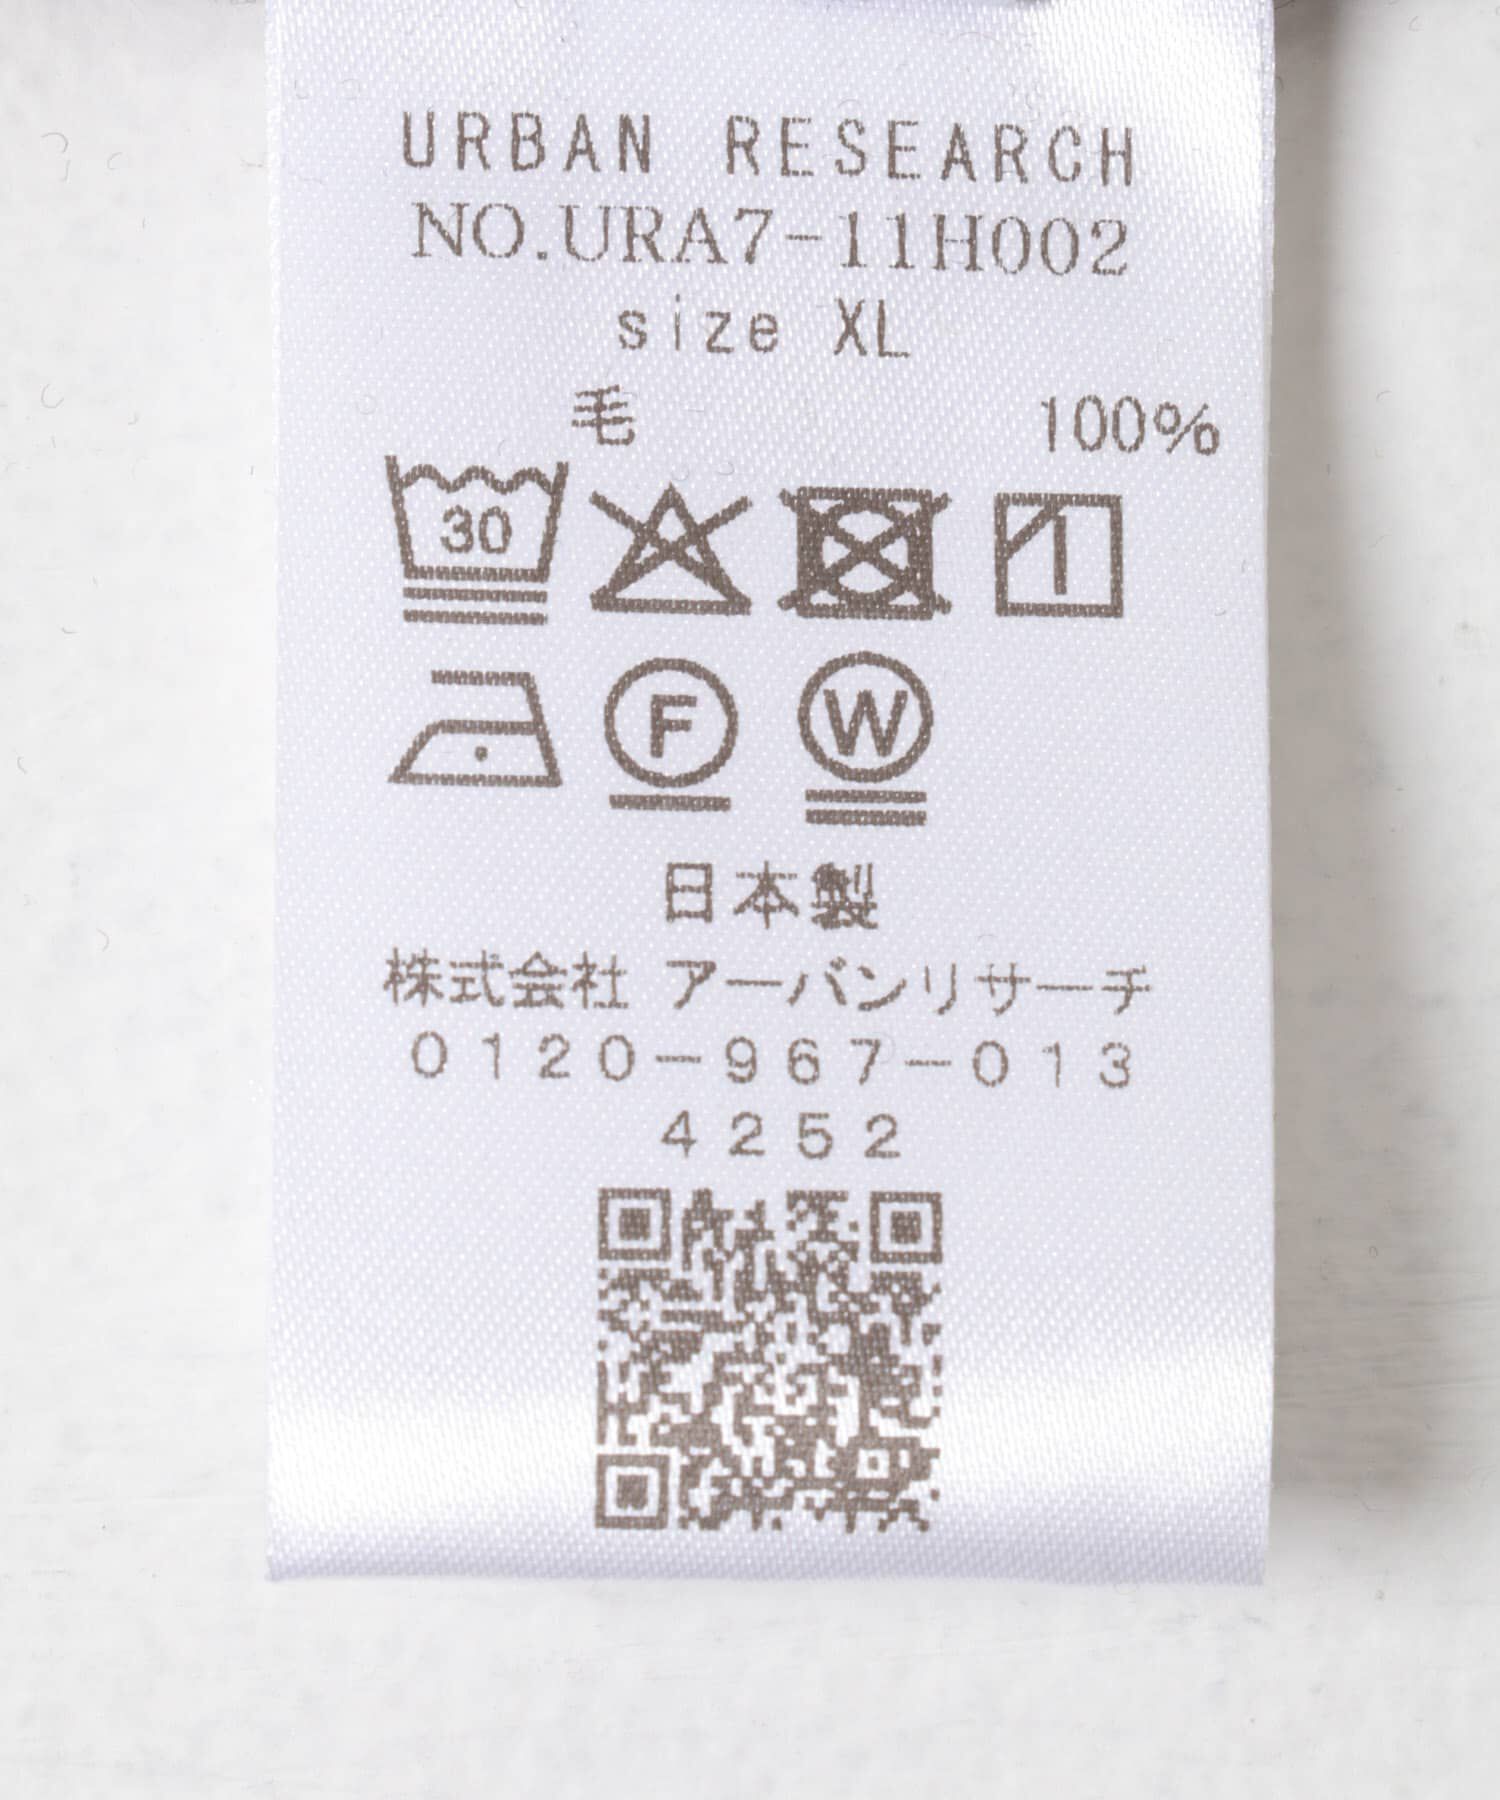 URBAN RESEARCH
NO.URA7-11H002
size XL
毛 100%
30
F W
日本製
株式会社 アーバンリサーチ
0120-967-013
4252